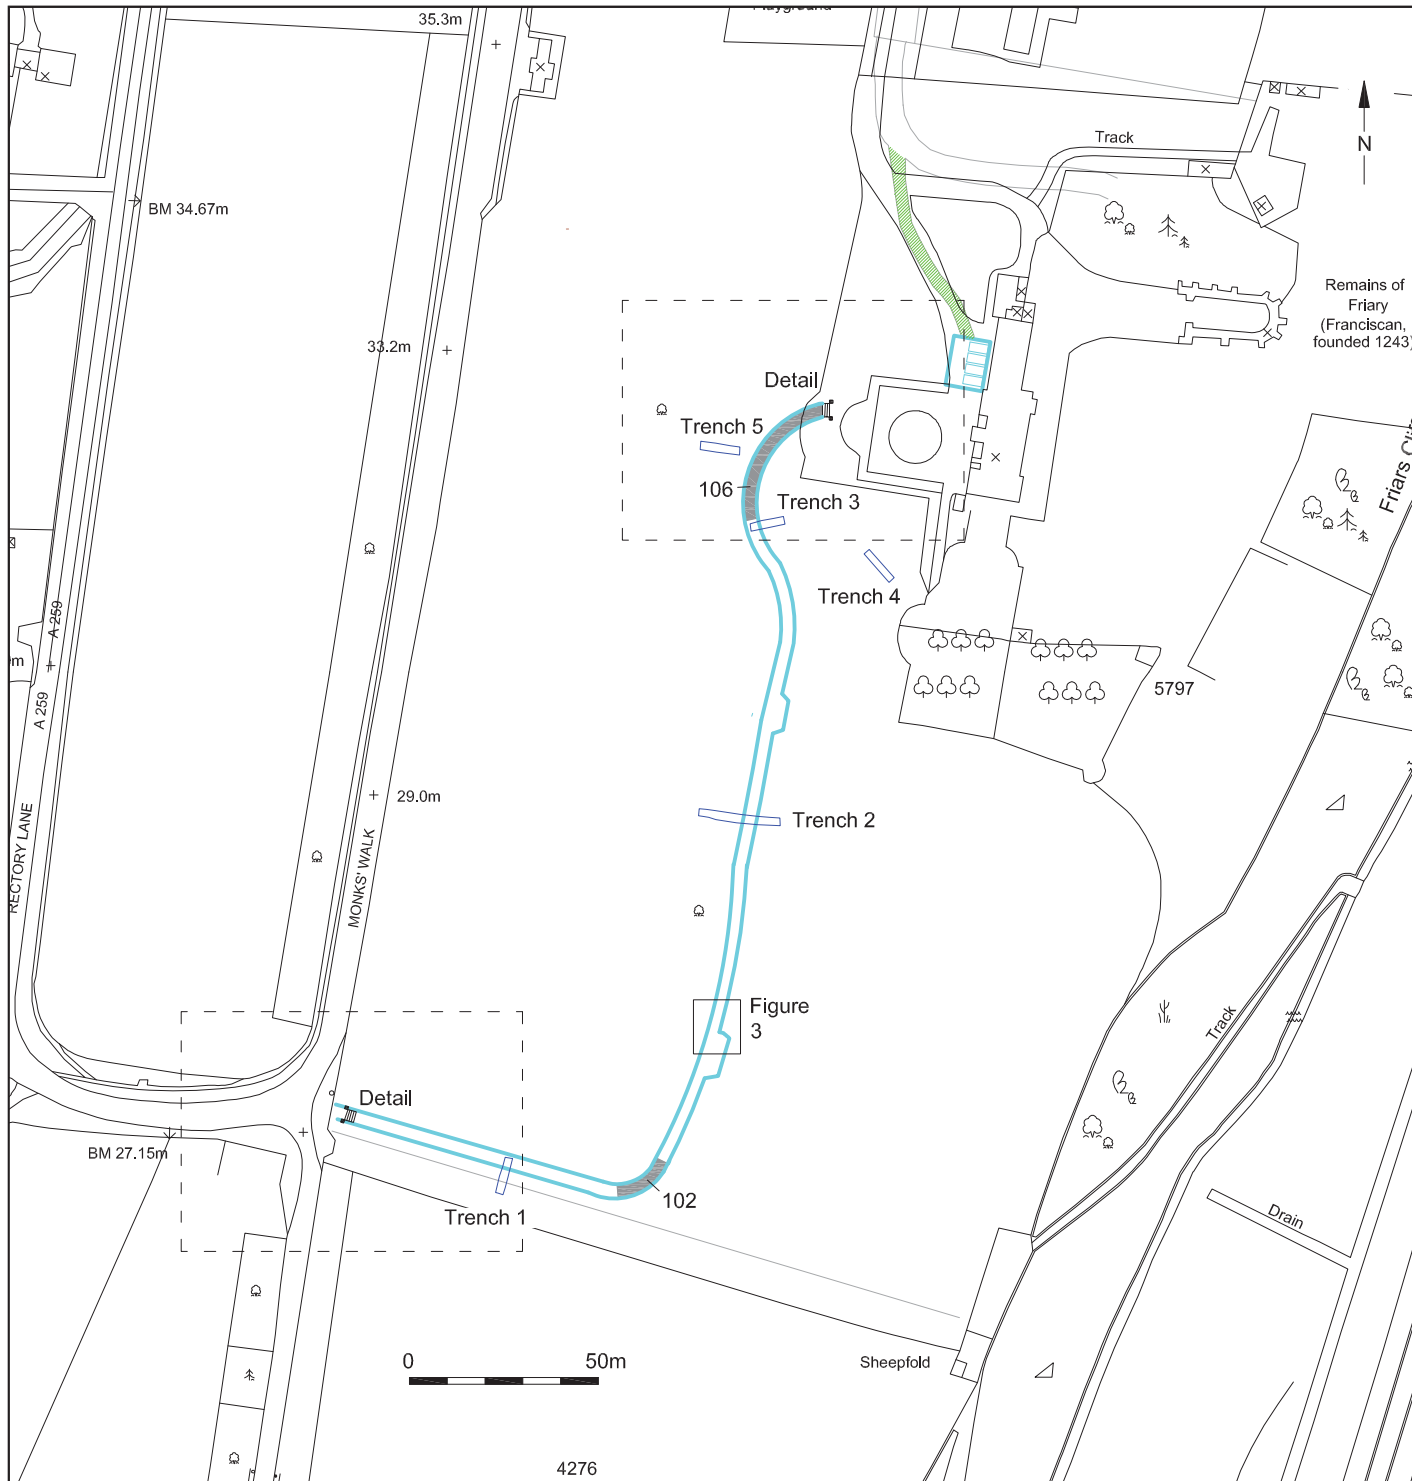 Playground
35.3m
Track
N
BM 34.67m
Remains of
Friary
(Franciscan,
founded 1243)
33.2m
Detail
Trench 5
106
Trench 3
Friars
Trench 4
A 259
A 259
5797
29.0m
Trench 2
RECTORY LANE
MONKS' WALK
Figure
3
Track
Detail
BM 27.15m
102
Trench 1
Drain
0 50m
Sheepfold
4276